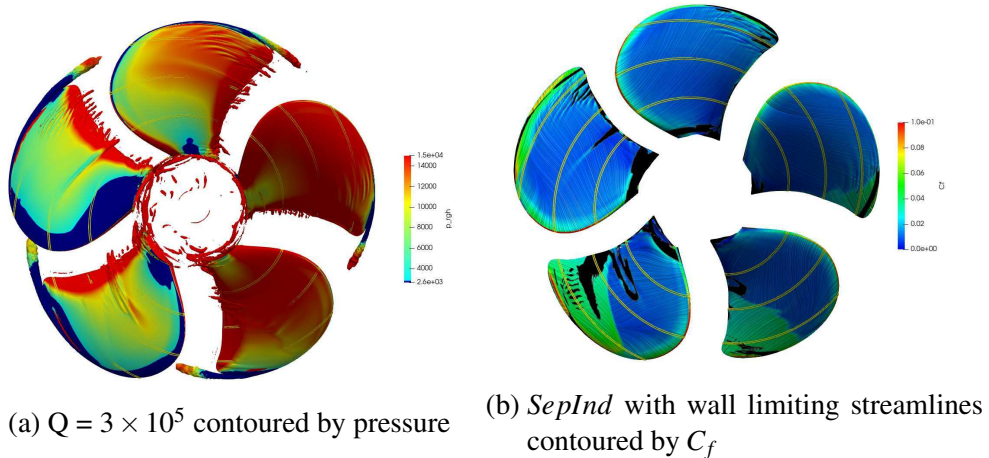 1.5e+04
14000
12000
10000
8000
6000
4000
2.6e+03
p_rgh
1.0e-01
0.08
0.06
0.04
0.02
0.0e+00
Cf
(a) Q = 3 × 10⁵ contoured by pressure
(b) SepInd with wall limiting streamlines
contoured by C_f